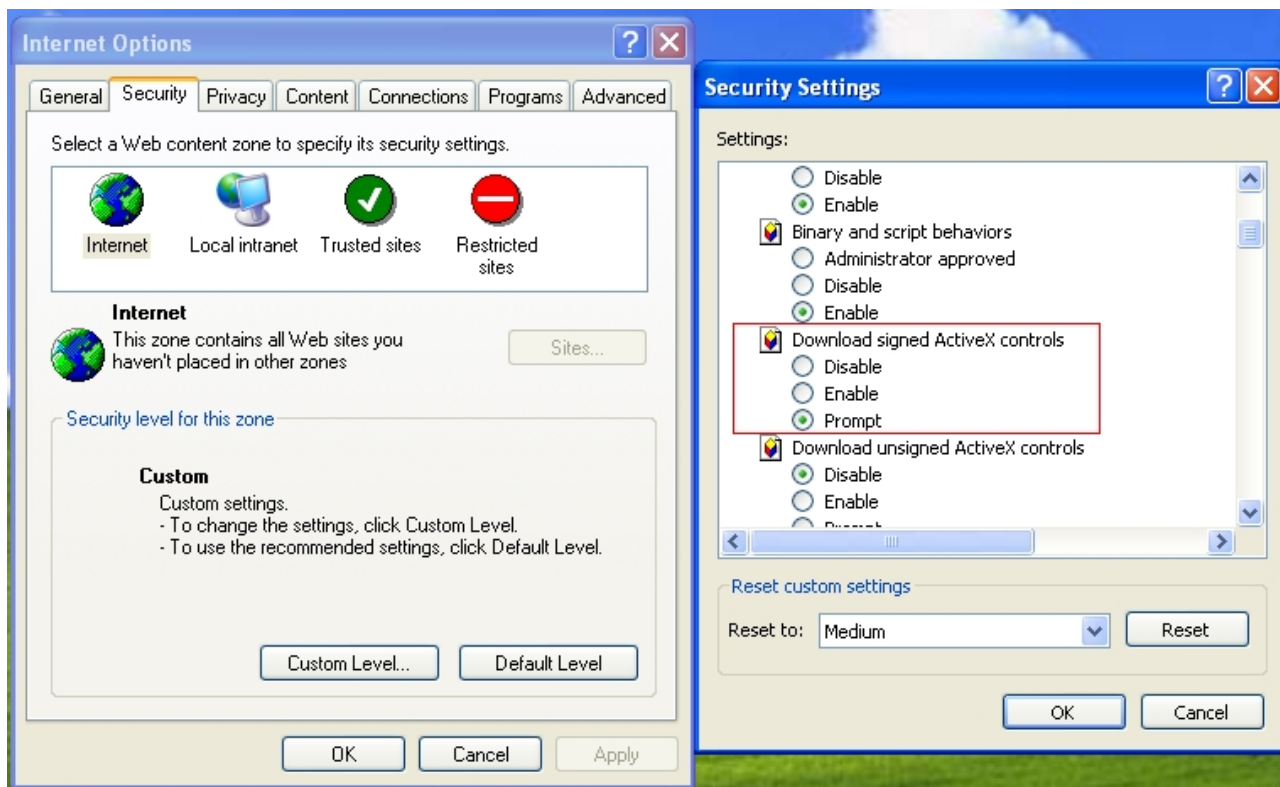 Internet Options
General Security Privacy Content Connections Programs Advanced
Select a Web content zone to specify its security settings.
Internet Local intranet Trusted sites Restricted
sites
Internet
This zone contains all Web sites you
haven't placed in other zones
Sites...
Security level for this zone
Custom
Custom settings.
- To change the settings, click Custom Level.
- To use the recommended settings, click Default Level.
Custom Level... Default Level
OK Cancel Apply
Security Settings
Settings:
Disable
Enable
Binary and script behaviors
Administrator approved
Disable
Enable
Download signed ActiveX controls
Disable
Enable
Prompt
Download unsigned ActiveX controls
Disable
Enable
Reset custom settings
Reset to: Medium Reset
OK Cancel